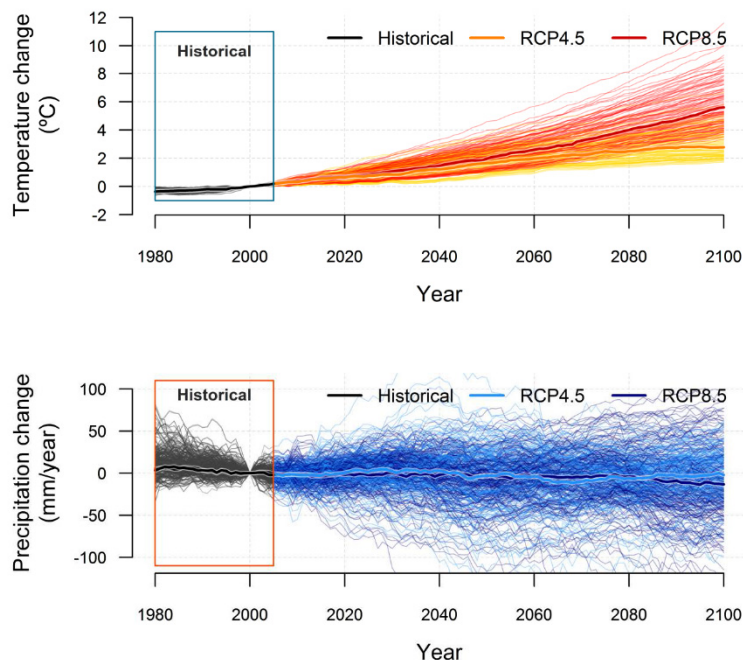 Temperature change
(ºC)
12
10
8
6
4
2
0
-2
Historical
Historical RCP4.5 RCP8.5
1980 2000 2020 2040 2060 2080 2100
Year
Precipitation change
(mm/year)
100
50
0
-50
-100
Historical
Historical RCP4.5 RCP8.5
1980 2000 2020 2040 2060 2080 2100
Year